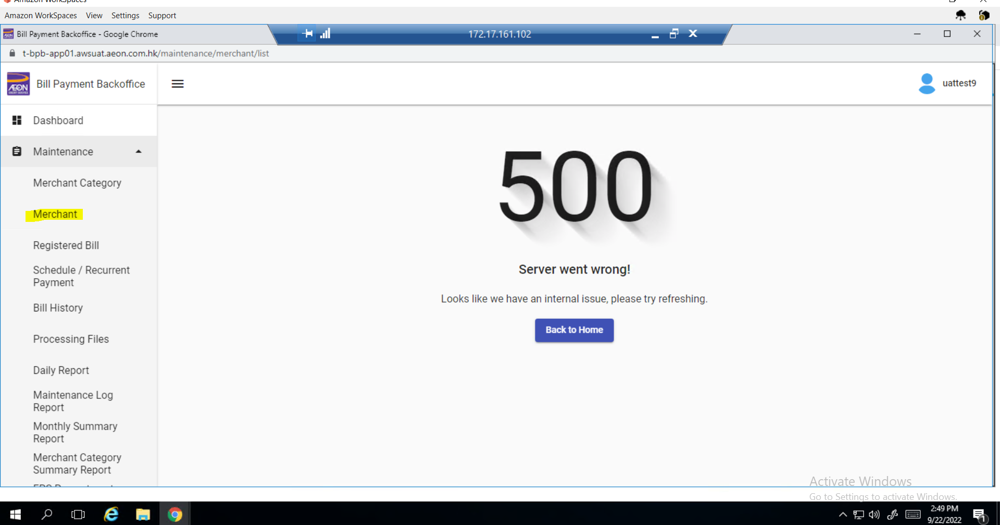 Amazon WorkSpaces
Amazon WorkSpaces View Settings Support
Bill Payment Backoffice - Google Chrome
172.17.161.102
t-bpb-app01.awsuat.aeon.com.hk/maintenance/merchant/list
ÆON
Bill Payment Backoffice
uattest9
Dashboard
Maintenance
Merchant Category
Merchant
Registered Bill
Schedule / Recurrent
Payment
Bill History
Processing Files
Daily Report
Maintenance Log
Report
Monthly Summary
Report
Merchant Category
Summary Report
500
Server went wrong!
Looks like we have an internal issue, please try refreshing.
Back to Home
Activate Windows
Go to Settings to activate Windows.
2:49 PM
9/22/2022
1